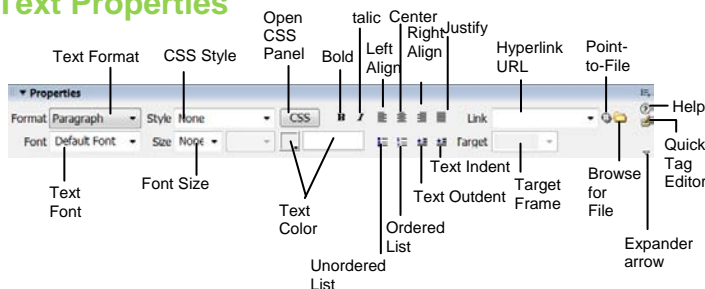 Text Properties
Open
CSS
Panel
talic
Center
Left
Align
Right
Align
Justify
Text Format
CSS Style
Bold
Hyperlink
URL
Point-
to-File
Properties
Format Paragraph Style None CSS B I Link
Help
Font Default Font Size None Target
Quick
Tag
Editor
Text
Font
Font Size
Text
Color
Text Indent
Text Outdent
Target
Frame
Browse
for
File
Ordered
List
Unordered
List
Expander
arrow